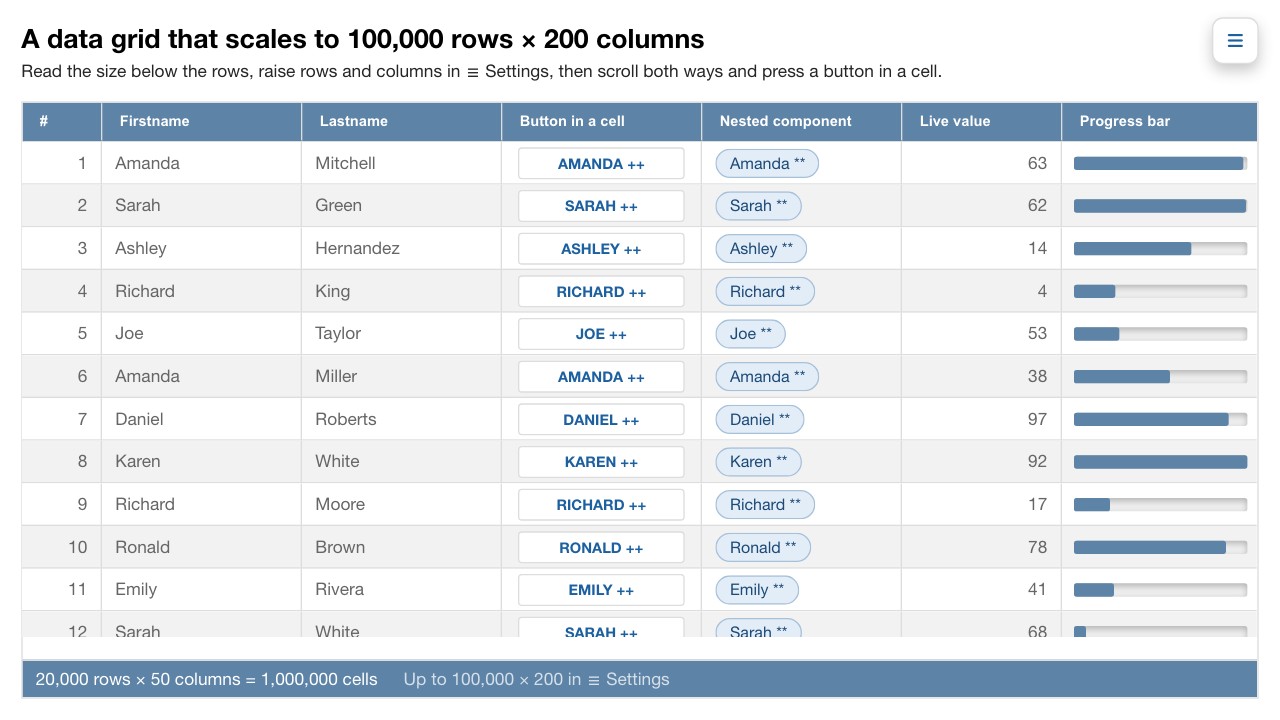 A data grid that scales to 100,000 rows × 200 columns
Read the size below the rows, raise rows and columns in ≡ Settings, then scroll both ways and press a button in a cell.
# Firstname Lastname Button in a cell Nested component Live value Progress bar
1 Amanda Mitchell AMANDA ++ Amanda ** 63
2 Sarah Green SARAH ++ Sarah ** 62
3 Ashley Hernandez ASHLEY ++ Ashley ** 14
4 Richard King RICHARD ++ Richard ** 4
5 Joe Taylor JOE ++ Joe ** 53
6 Amanda Miller AMANDA ++ Amanda ** 38
7 Daniel Roberts DANIEL ++ Daniel ** 97
8 Karen White KAREN ++ Karen ** 92
9 Richard Moore RICHARD ++ Richard ** 17
10 Ronald Brown RONALD ++ Ronald ** 78
11 Emily Rivera EMILY ++ Emily ** 41
12 Sarah White SARAH ++ Sarah ** 68
20,000 rows × 50 columns = 1,000,000 cells Up to 100,000 × 200 in ≡ Settings